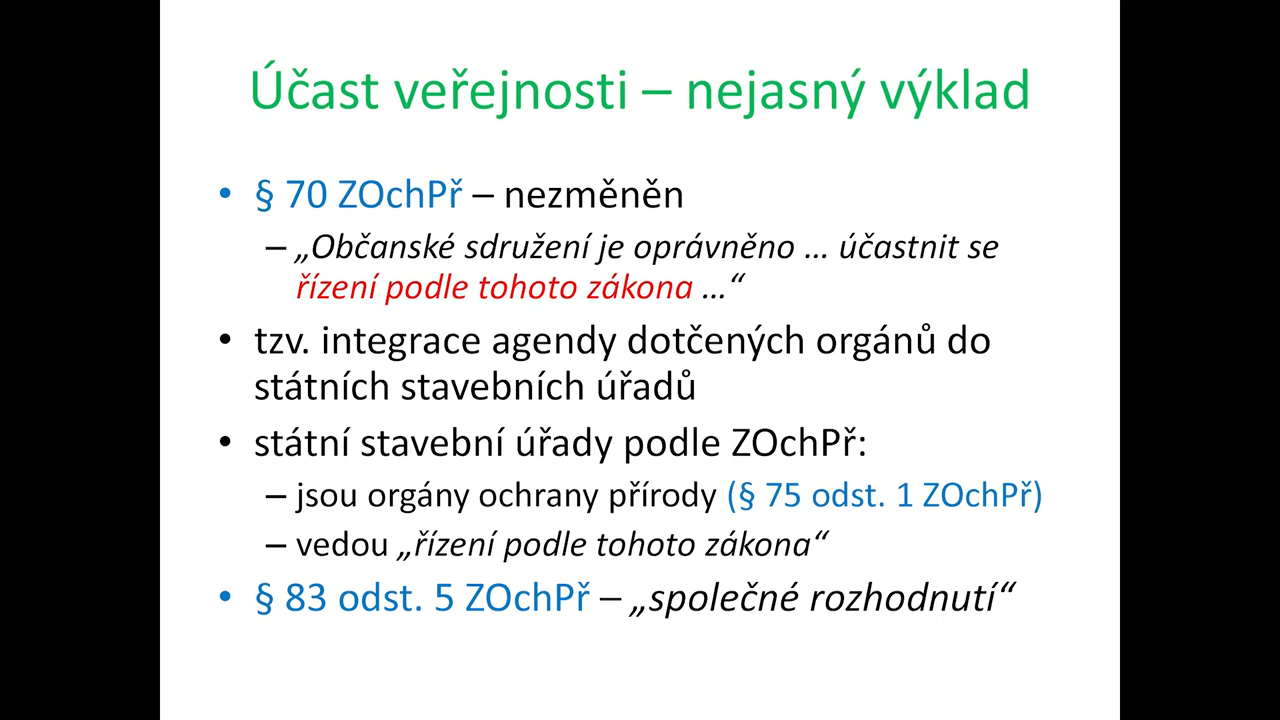 Účast veřejnosti – nejasný výklad
• § 70 ZOchPř – nezměněn
– „Občanské sdružení je oprávněno … účastnit se
řízení podle tohoto zákona …“
• tzv. integrace agendy dotčených orgánů do
státních stavebních úřadů
• státní stavební úřady podle ZOchPř:
– jsou orgány ochrany přírody (§ 75 odst. 1 ZOchPř)
– vedou „řízení podle tohoto zákona“
• § 83 odst. 5 ZOchPř – „společné rozhodnutí“